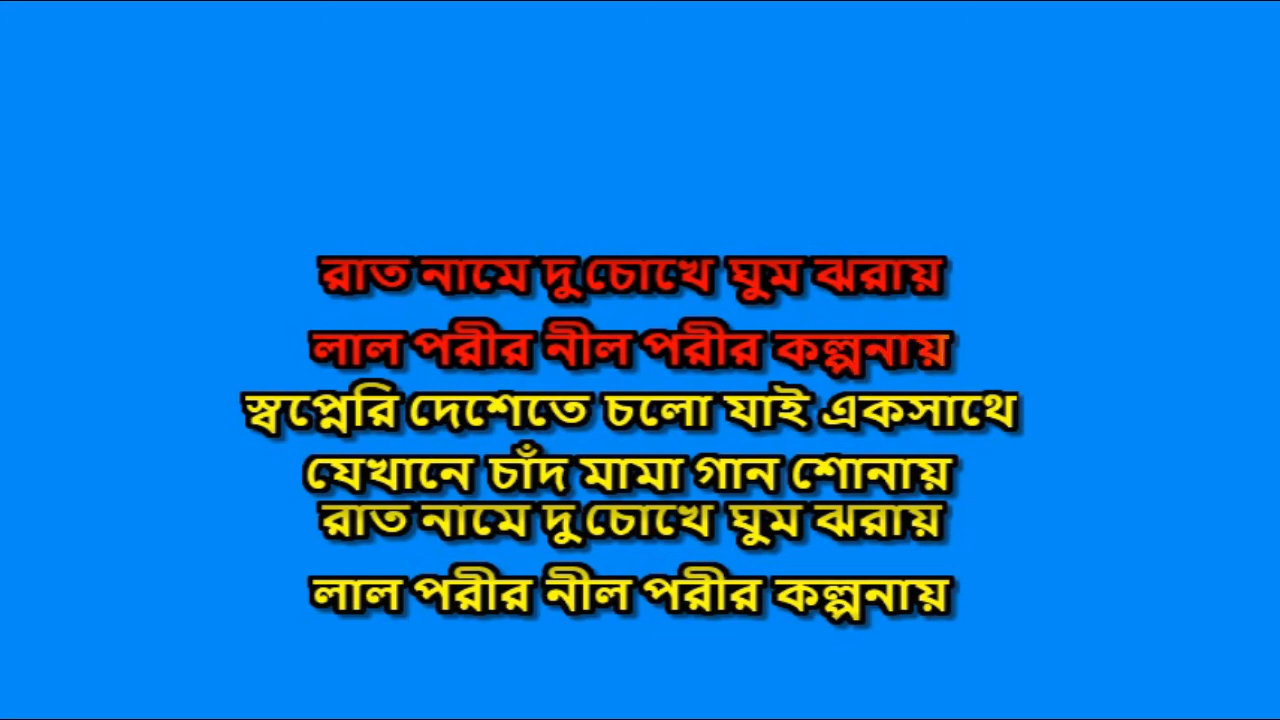 রাত নামে দু চোখে ঘুম ঝরায়
লাল পরীর নীল পরীর কল্পনায়
স্বপ্নেরি দেশেতে চলো যাই একসাথে
যেখানে চাঁদ মামা গান শোনায়
রাত নামে দু চোখে ঘুম ঝরায়
লাল পরীর নীল পরীর কল্পনায়